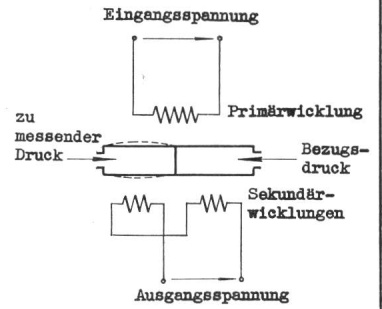 Eingangsspannung
Primärwicklung
zu
messender
Druck
Bezugs-
druck
Sekundär-
wicklungen
Ausgangsspannung